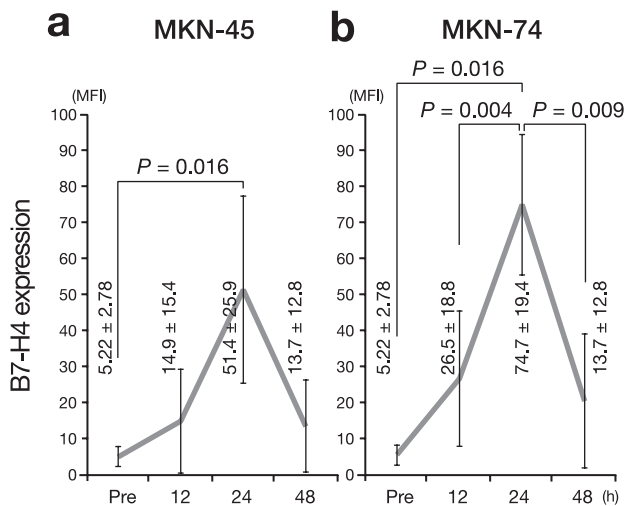 a MKN-45
b MKN-74
P = 0.016
(MFI)
(MFI)
P = 0.004
P = 0.009
P = 0.016
B7-H4 expression
100
90
80
70
60
50
40
30
20
10
0
5.22 ± 2.78
14.9 ± 15.4
51.4 ± 25.9
13.7 ± 12.8
Pre 12 24 48
100
90
80
70
60
50
40
30
20
10
0
5.22 ± 2.78
26.5 ± 18.8
74.7 ± 19.4
13.7 ± 12.8
Pre 12 24 48 (h)